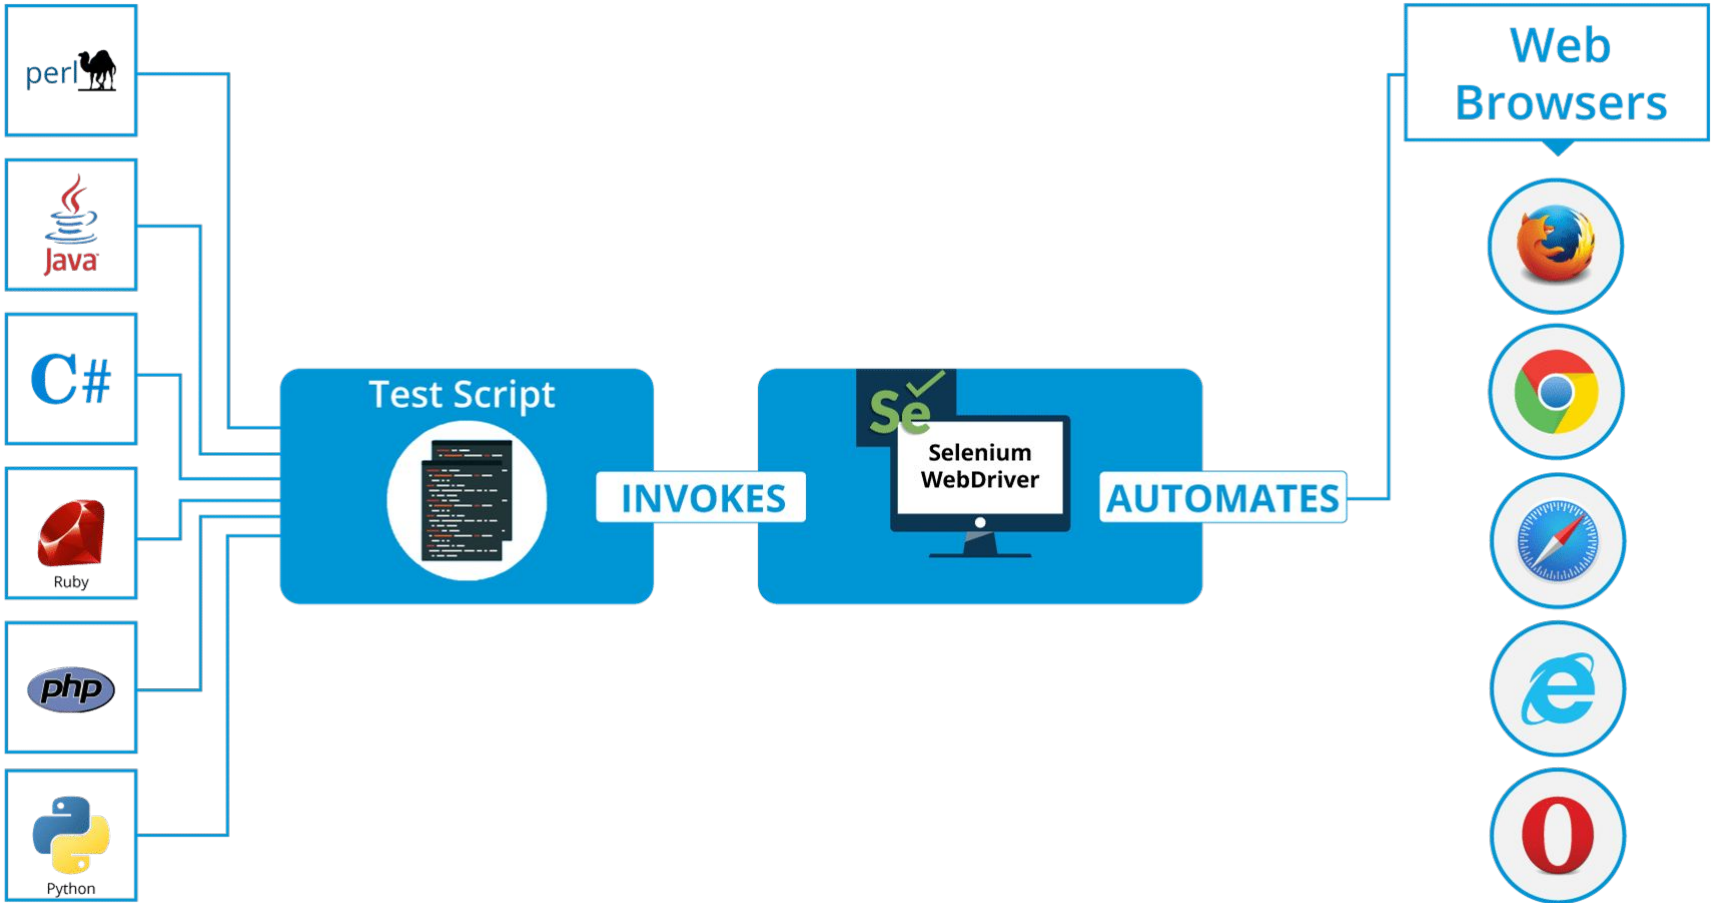 perl
Java
C#
Ruby
php
Python
Test Script
INVOKES
Se
Selenium
WebDriver
AUTOMATES
Web
Browsers